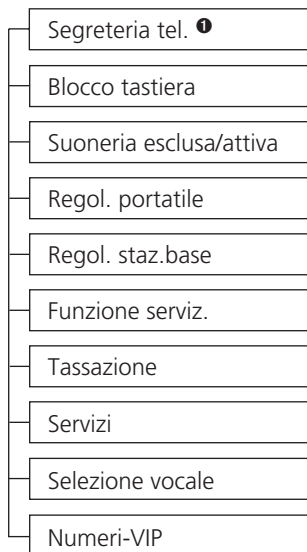 Segreteria tel. ❶
Blocco tastiera
Suoneria esclusa/attiva
Regol. portatile
Regol. staz.base
Funzione serviz.
Tassazione
Servizi
Selezione vocale
Numeri-VIP